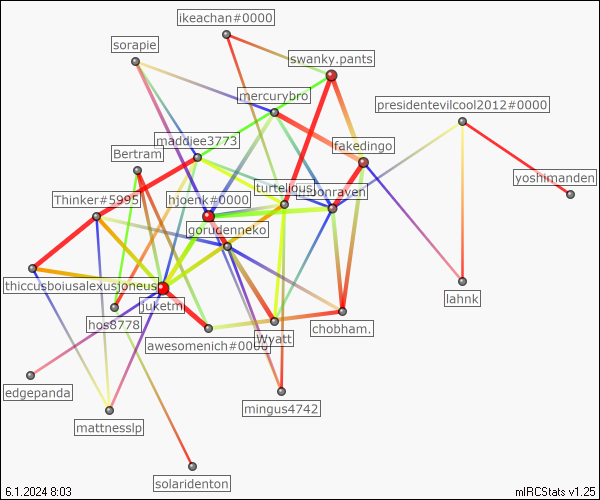 ikeachan#0000
sorapie
swanky.pants
mercurybro
presidentevilcool2012#0000
maddiee3773
fakedingo
Bertram
yoshimanden
Thinker#5995
hjoenk#0000
turtelious
gorudenneko
thiccusboiusalexusjoneus
juketm
lahnk
hos8778
chobham.
awesomenich#0000
Wyatt
edgepanda
mingus4742
mattnesslp
solaridenton
6.1.2024 8:03
mIRCStats v1.25